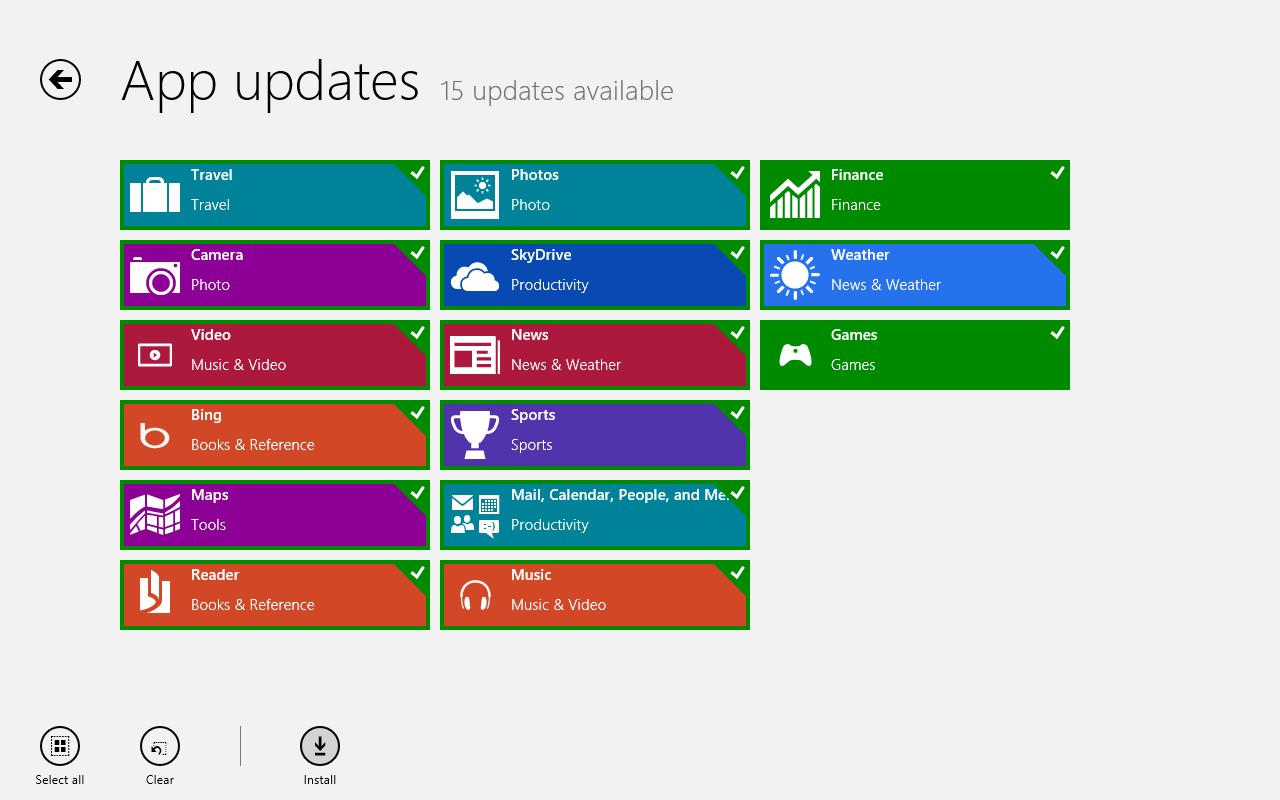 App updates 15 updates available
Travel
Travel
Camera
Photo
Video
Music & Video
Bing
Books & Reference
Maps
Tools
Reader
Books & Reference
Photos
Photo
SkyDrive
Productivity
News
News & Weather
Sports
Sports
Mail, Calendar, People, and Me.
Productivity
Music
Music & Video
Finance
Finance
Weather
News & Weather
Games
Games
Select all
Clear
Install